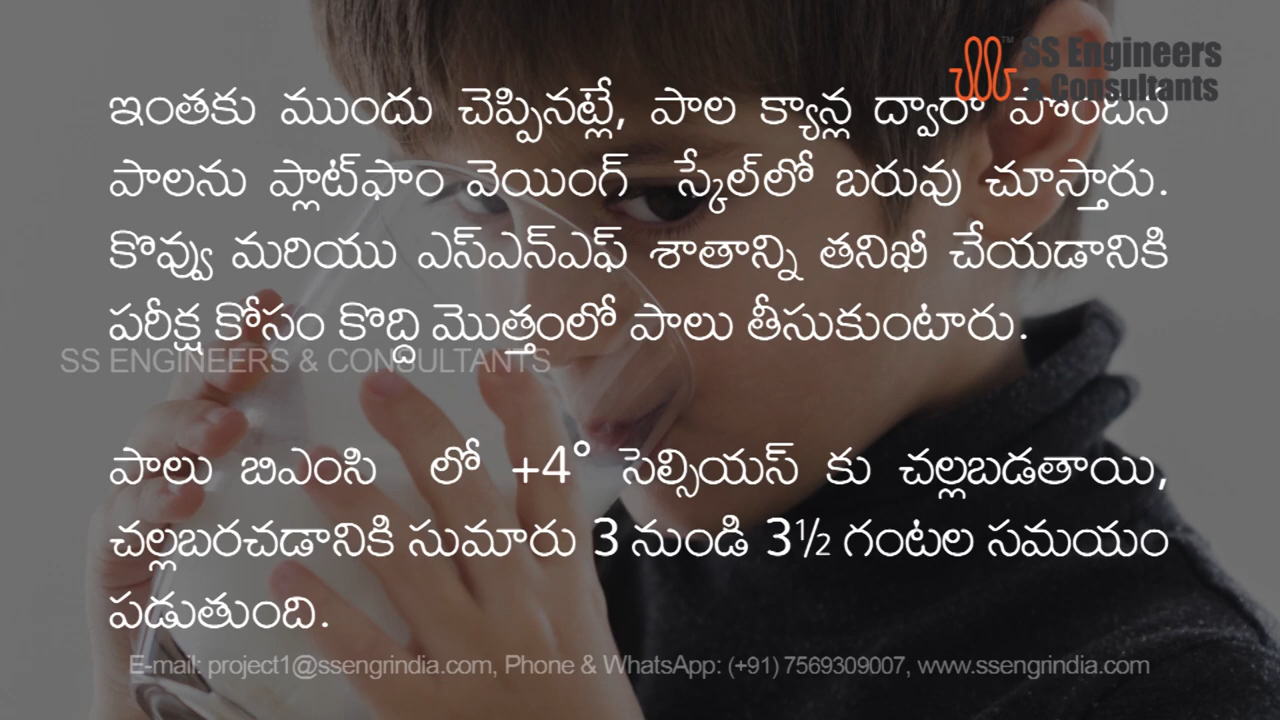 SS Engineers
& Consultants
ఇంతకు ముందు చెప్పినట్లే, పాల క్యాన్ల ద్వారా పొందిన
పాలను ప్లాట్‌ఫాం వెయింగ్ స్కేల్‌లో బరువు చూస్తారు.
కొవ్వు మరియు ఎస్ఎన్ఎఫ్ శాతాన్ని తనిఖీ చేయడానికి
పరీక్ష కోసం కొద్ది మొత్తంలో పాలు తీసుకుంటారు.
SS ENGINEERS & CONSULTANTS
పాలు బిఎంసి లో +4° సెల్సియస్ కు చల్లబడతాయి,
చల్లబరచడానికి సుమారు 3 నుండి 3½ గంటల సమయం
పడుతుంది.
E-mail: project1@ssengrindia.com, Phone & WhatsApp: (+91) 7569309007, www.ssengrindia.com